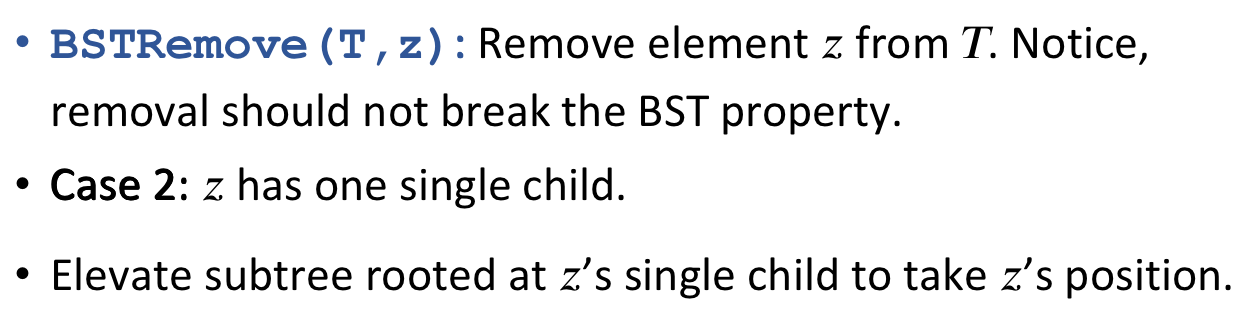 • BSTRemove(T,z): Remove element z from T. Notice,
removal should not break the BST property.
• Case 2: z has one single child.
• Elevate subtree rooted at z’s single child to take z’s position.